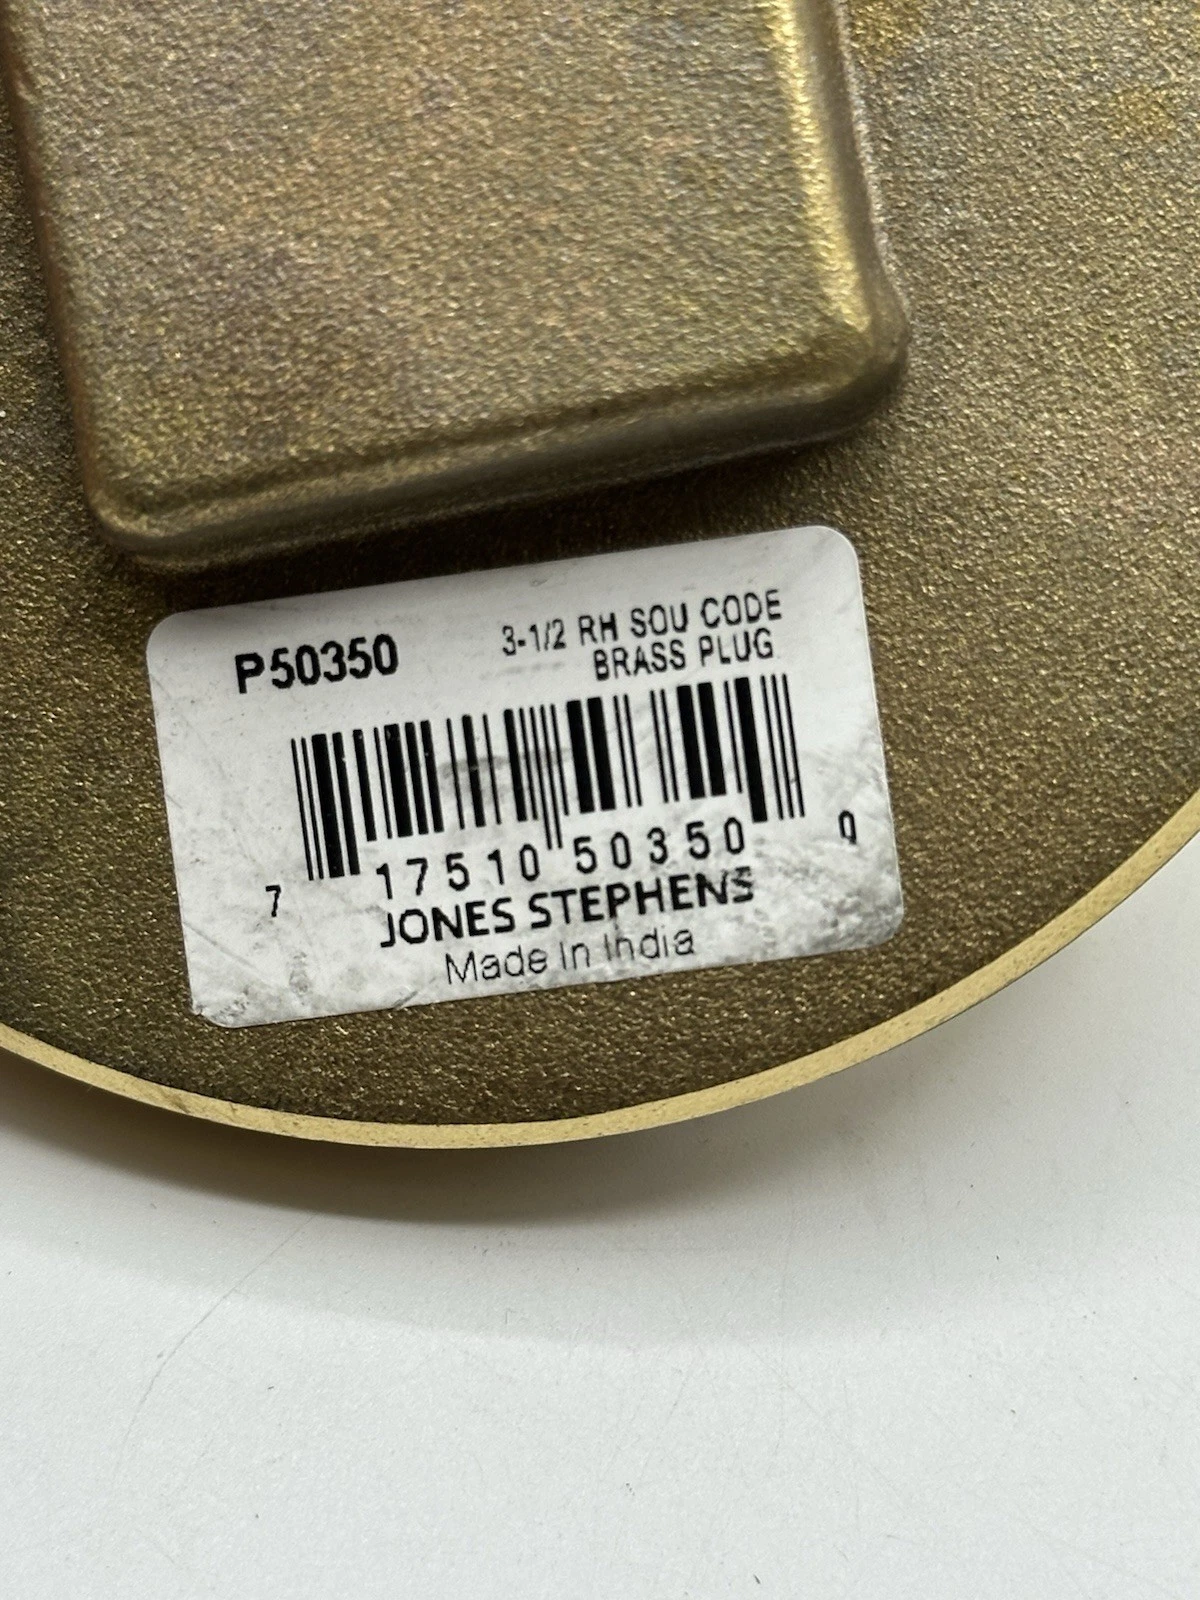 P50350
3-1/2 RH SOU CODE
BRASS PLUG
7 17510 50350 0
JONES STEPHENS
Made In India